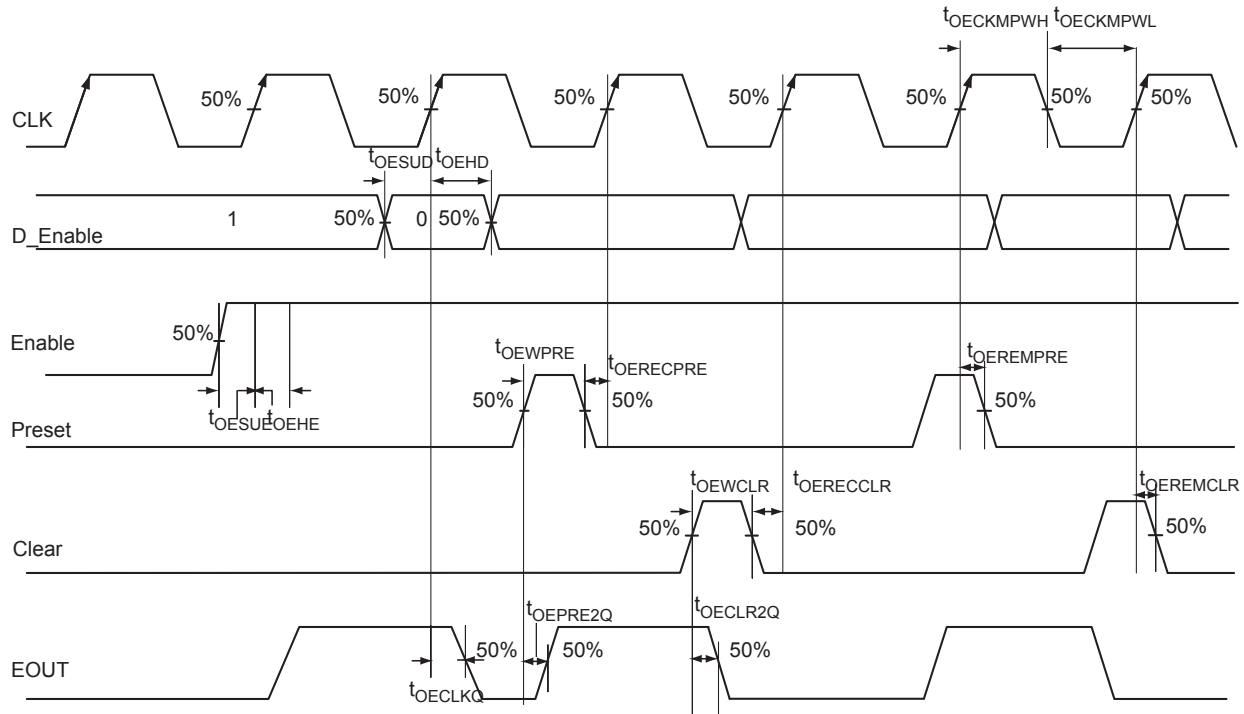 tOECKMPWH tOECKMPWL
CLK
50% 50% 50% 50% 50% 50% 50%
tOESUD tOEHD
D_Enable
1 50% 0 50%
Enable
50%
tOESUE tOEHE
tOEWPRE tOERECPRE tOEREMPRE
Preset
50% 50% 50%
tOEWCLR tOERECCLR tOEREMCLR
Clear
50% 50% 50%
tOEPRE2Q tOECLR2Q
EOUT
50% 50% 50%
tOECLKQ